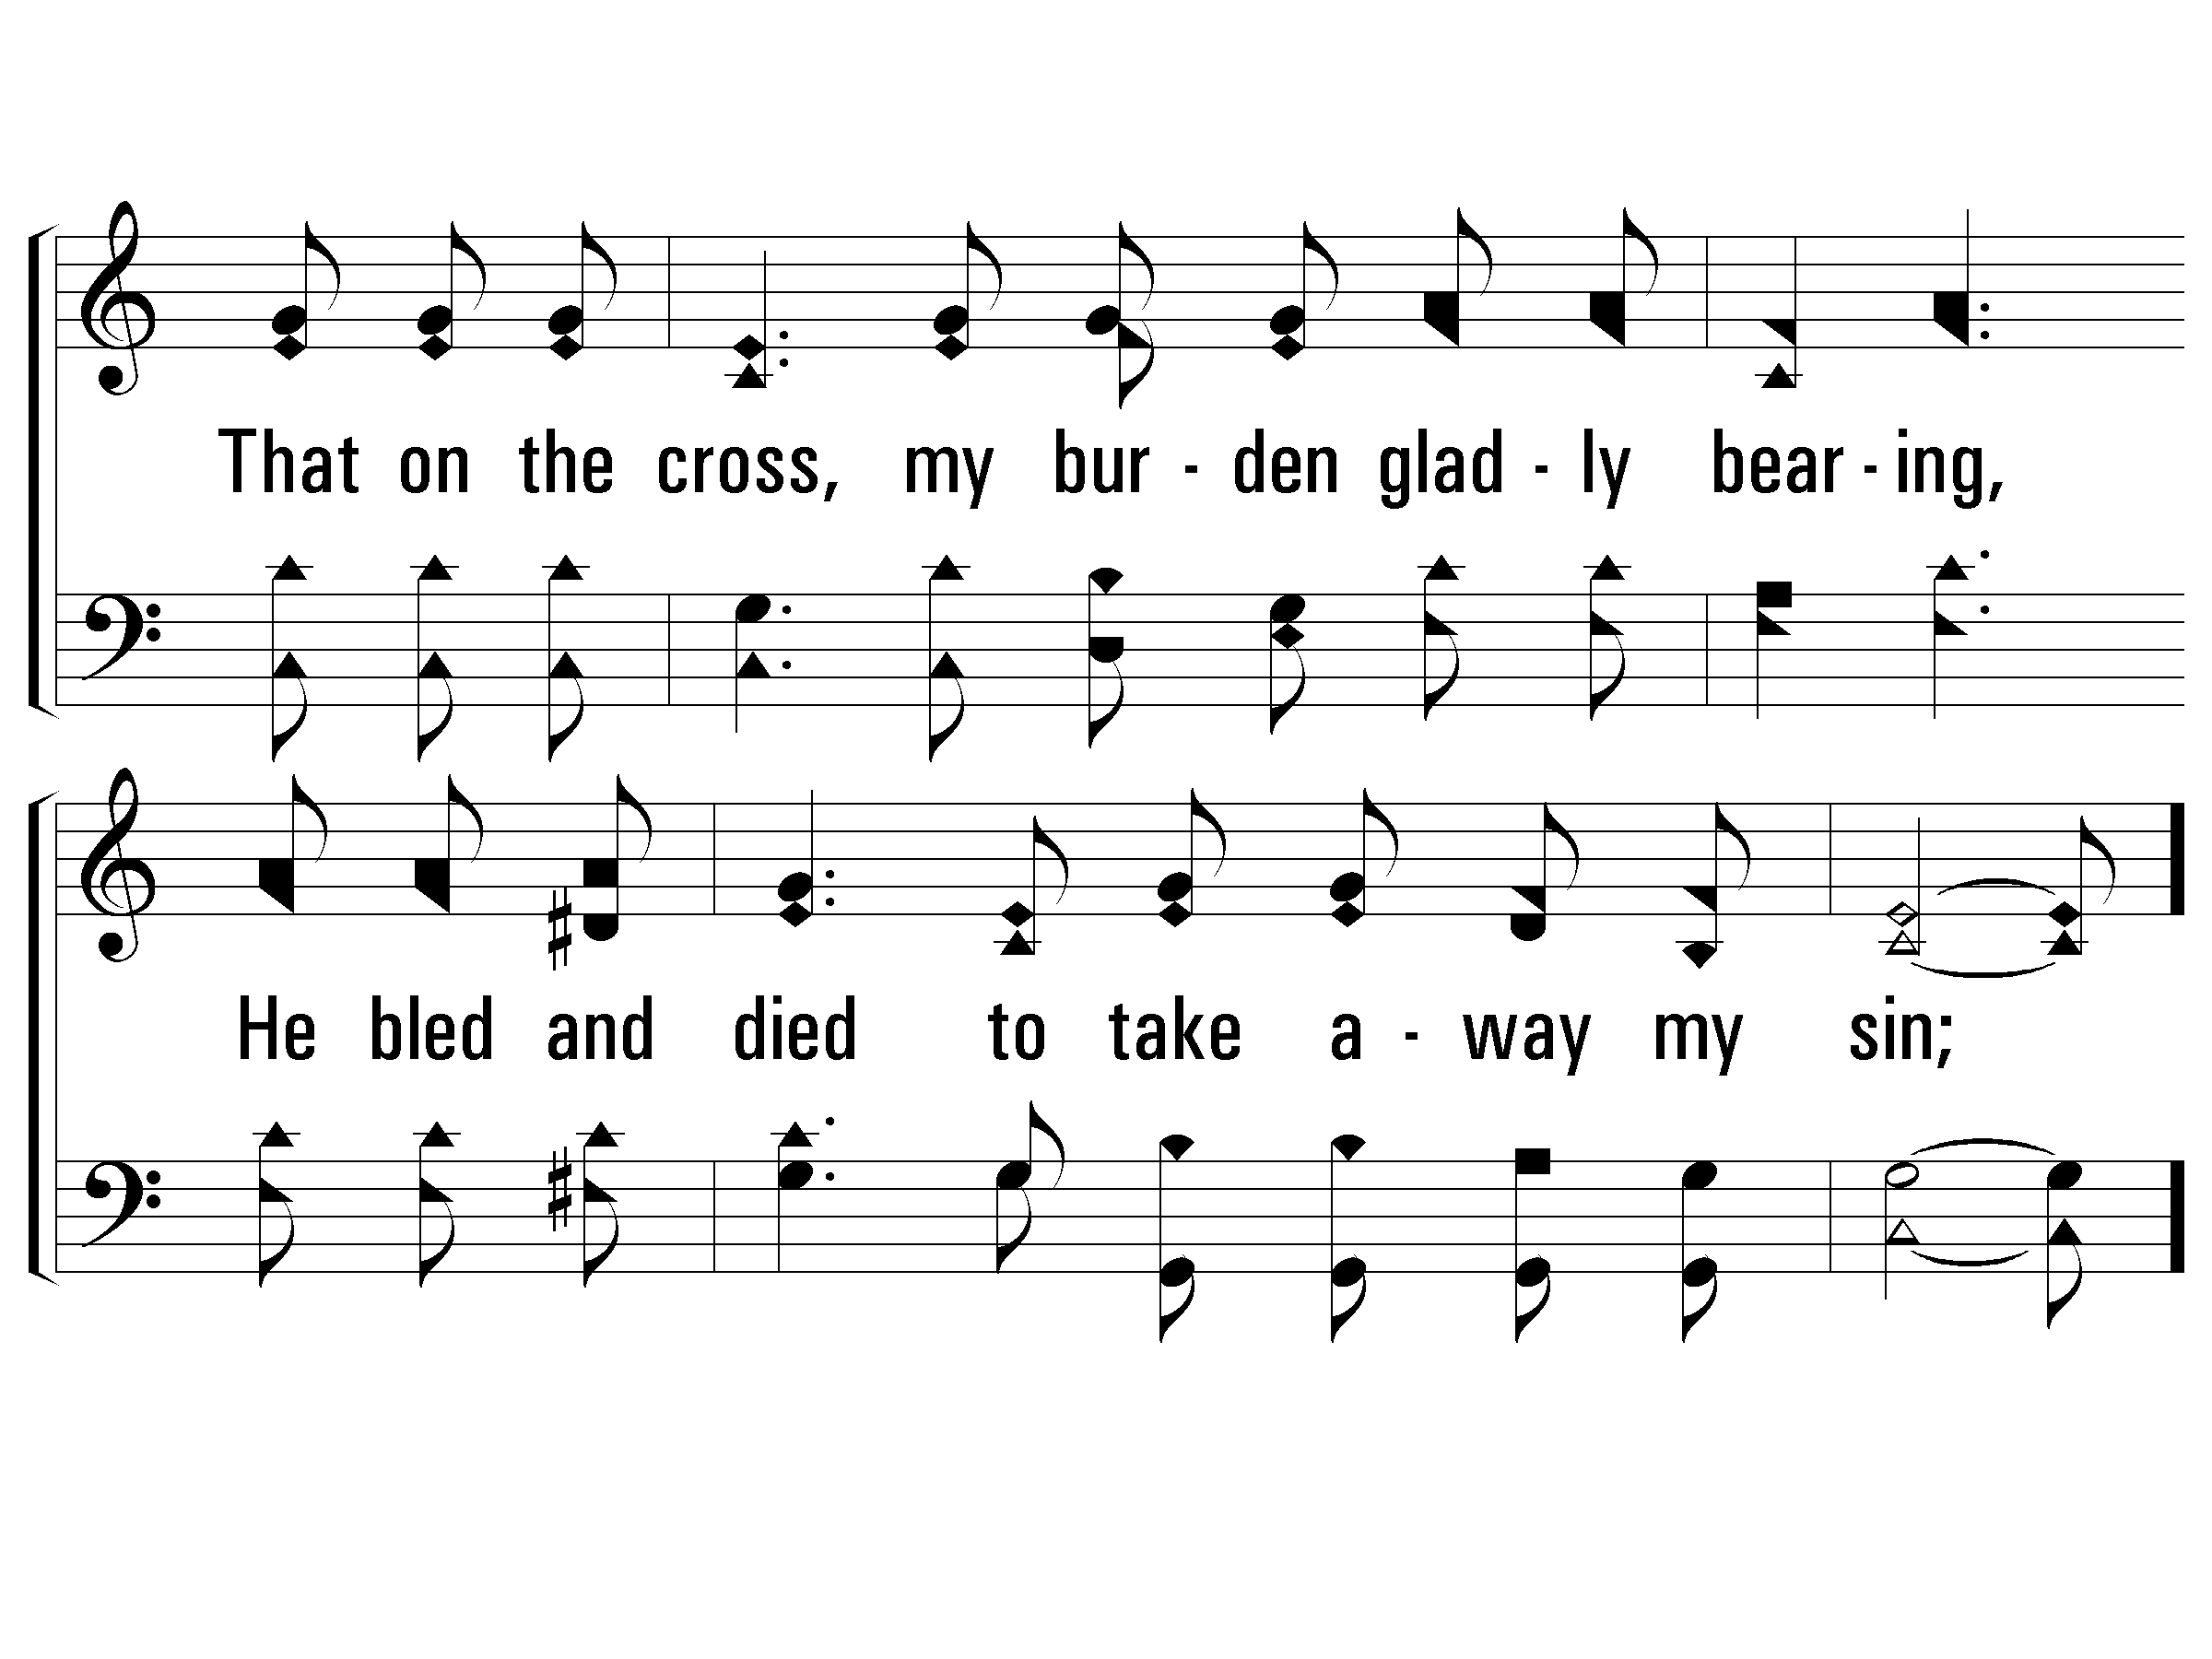 That on the cross, my bur - den glad - ly bear - ing,
He bled and died to take a - way my sin;